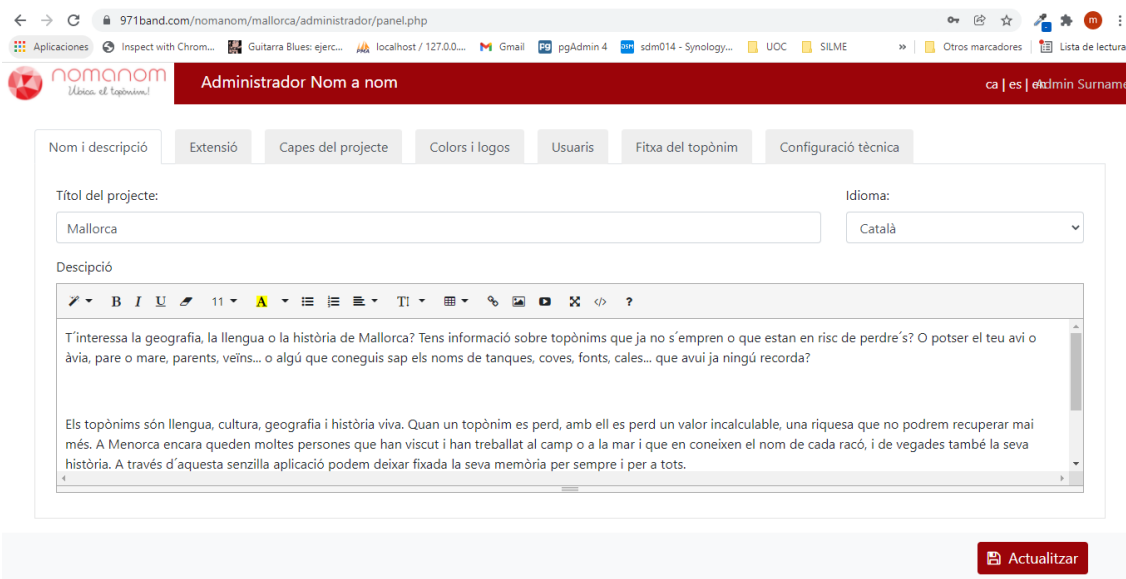 971band.com/nomanom/mallorca/administrador/panel.php
m
Aplicaciones Inspect with Chrom... Guitarra Blues: ejerc... localhost / 127.0.0.... Gmail pgAdmin 4 sdm014 - Synology... UOC SILME » Otros marcadores Lista de lectura
nomanom
Ubica el topònim!
Administrador Nom a nom
ca | es | en Admin Surname
Nom i descripció Extensió Capes del projecte Colors i logos Usuaris Fitxa del topònim Configuració tècnica
Títol del projecte: Idioma:
Mallorca Català
Descipció
B I U 11 A TI </> ?
T´interessa la geografia, la llengua o la història de Mallorca? Tens informació sobre topònims que ja no s´empren o que estan en risc de perdre´s? O potser el teu avi o
àvia, pare o mare, parents, veïns... o algú que coneguis sap els noms de tanques, coves, fonts, cales... que avui ja ningú recorda?
Els topònims són llengua, cultura, geografia i història viva. Quan un topònim es perd, amb ell es perd un valor incalculable, una riquesa que no podrem recuperar mai
més. A Menorca encara queden moltes persones que han viscut i han treballat al camp o a la mar i que en coneixen el nom de cada racó, i de vegades també la seva
història. A través d´aquesta senzilla aplicació podem deixar fixada la seva memòria per sempre i per a tots.
Actualitzar